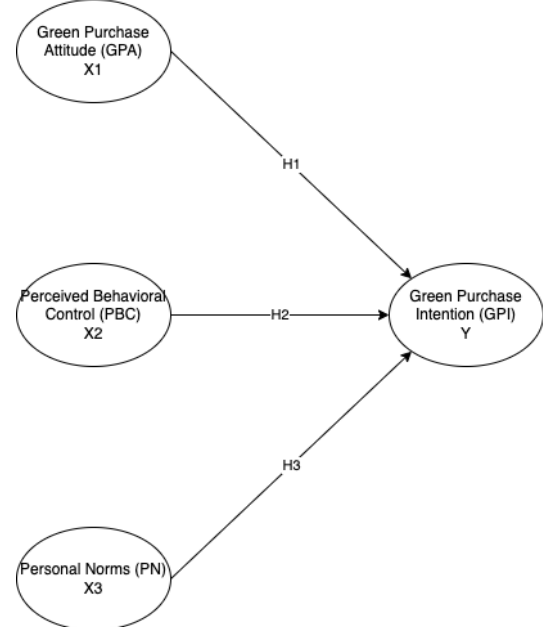 Green Purchase
Attitude (GPA)
X1
H1
Perceived Behavioral
Control (PBC)
X2
H2
Green Purchase
Intention (GPI)
Y
H3
Personal Norms (PN)
X3